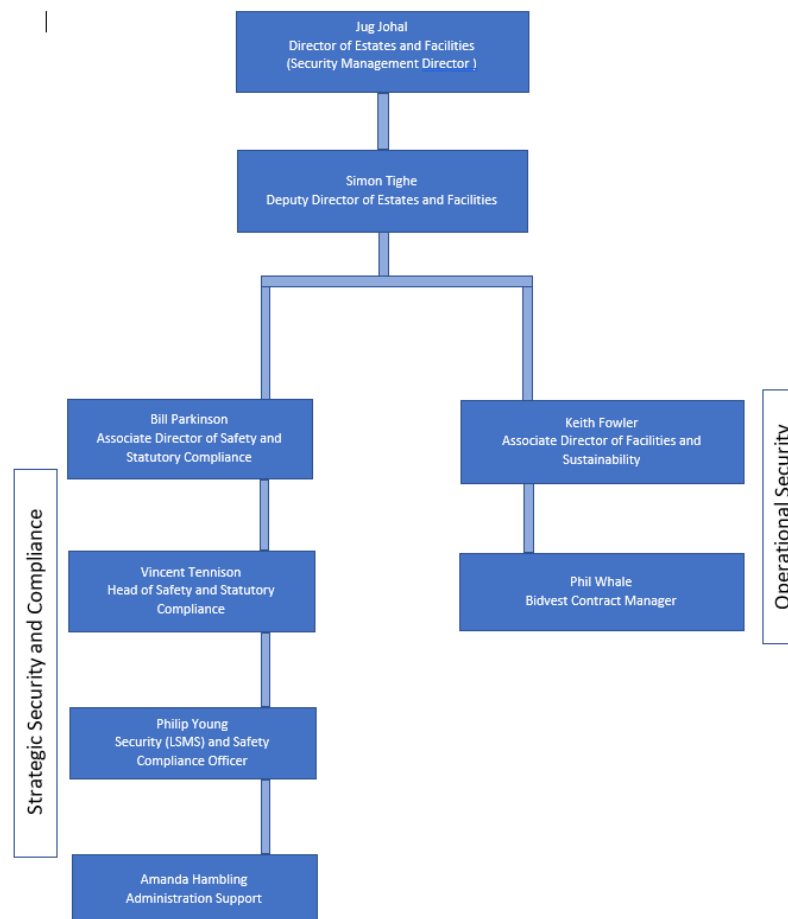 Jug Johal
Director of Estates and Facilities
(Security Management Director )
Simon Tighe
Deputy Director of Estates and Facilities
Bill Parkinson
Associate Director of Safety and
Statutory Compliance
Keith Fowler
Associate Director of Facilities and
Sustainability
Operational Security
Strategic Security and Compliance
Vincent Tennison
Head of Safety and Statutory
Compliance
Phil Whale
Bidvest Contract Manager
Philip Young
Security (LSMS) and Safety
Compliance Officer
Amanda Hambling
Administration Support